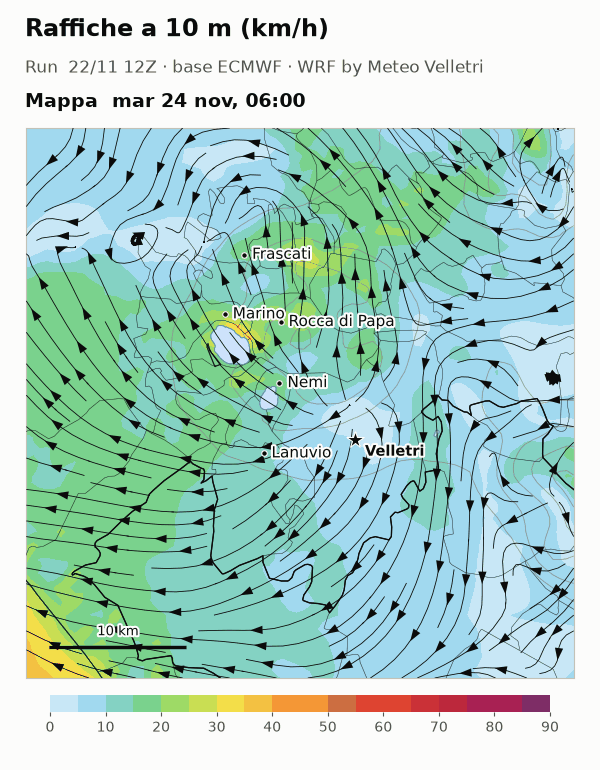 Raffiche a 10 m (km/h)
Run  22/11 12Z · base ECMWF · WRF by Meteo Velletri
Mappa  mar 24 nov, 06:00
Frascati
Marino
Rocca di Papa
Nemi
Velletri
Lanuvio
10 km
0 10 20 30 40 50 60 70 80 90